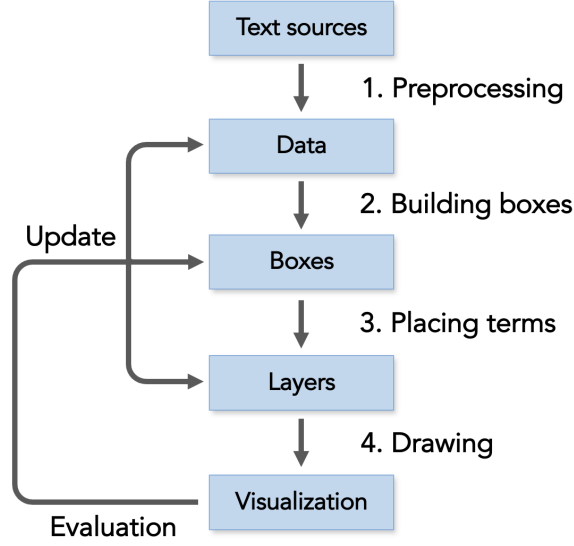 Text sources
1. Preprocessing
Data
2. Building boxes
Update
Boxes
3. Placing terms
Layers
4. Drawing
Visualization
Evaluation